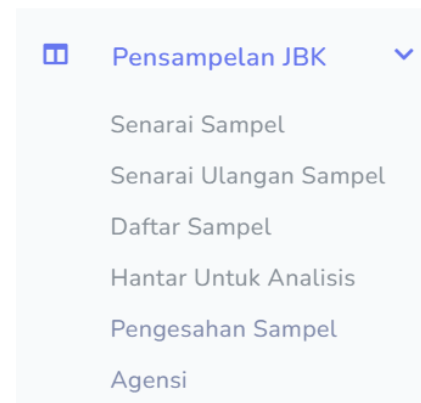 Pensampelan JBK
Senarai Sampel
Senarai Ulangan Sampel
Daftar Sampel
Hantar Untuk Analisis
Pengesahan Sampel
Agensi